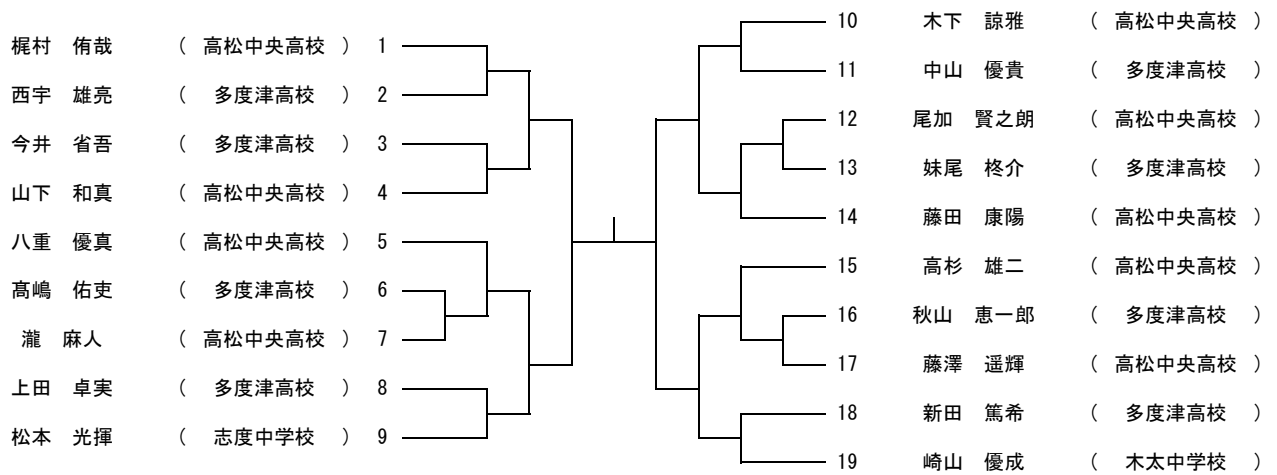 梶村 侑哉 （ 高松中央高校 ） 1
西宇 雄亮 （ 多度津高校 ） 2
今井 省吾 （ 多度津高校 ） 3
山下 和真 （ 高松中央高校 ） 4
八重 優真 （ 高松中央高校 ） 5
髙嶋 佑吏 （ 多度津高校 ） 6
瀧 麻人 （ 高松中央高校 ） 7
上田 卓実 （ 多度津高校 ） 8
松本 光揮 （ 志度中学校 ） 9
10 木下 諒雅 （ 高松中央高校 ）
11 中山 優貴 （ 多度津高校 ）
12 尾加 賢之朗 （ 高松中央高校 ）
13 妹尾 柊介 （ 多度津高校 ）
14 藤田 康陽 （ 高松中央高校 ）
15 高杉 雄二 （ 高松中央高校 ）
16 秋山 恵一郎 （ 多度津高校 ）
17 藤澤 遥輝 （ 高松中央高校 ）
18 新田 篤希 （ 多度津高校 ）
19 崎山 優成 （ 木太中学校 ）